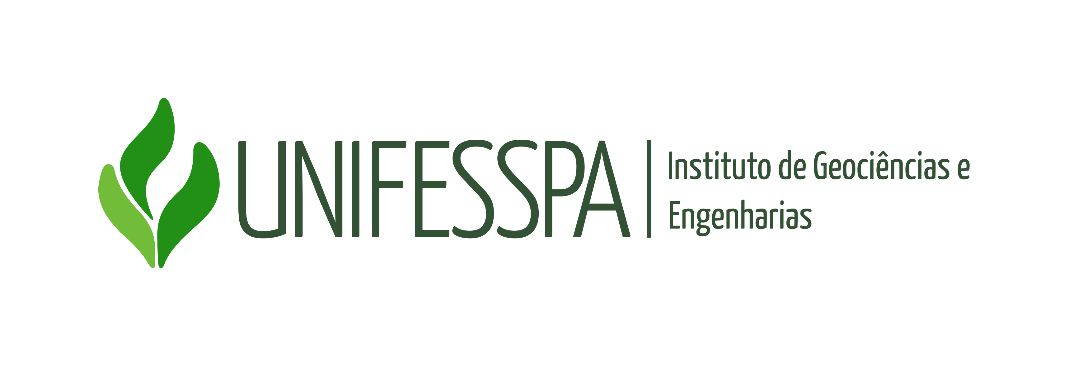 UNIFESSPA
Instituto de Geociências e
Engenharias